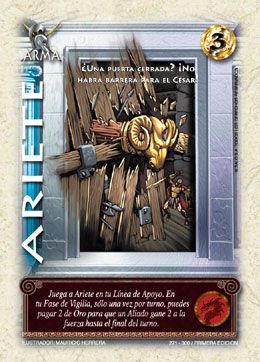 ARMA
3
¿Una puerta cerrada? ¡No
habra barrera para el César.
ARIETE
Juega a Ariete en tu Línea de Apoyo. En
tu Fase de Vigilia, sólo una vez por turno, puedes
pagar 2 de Oro para que un Aliado gane 2 a la
fuerza hasta el final del turno.
ILUSTRADOR: MAURICIO HERRERA
271 - 300 / PRIMERA EDICION